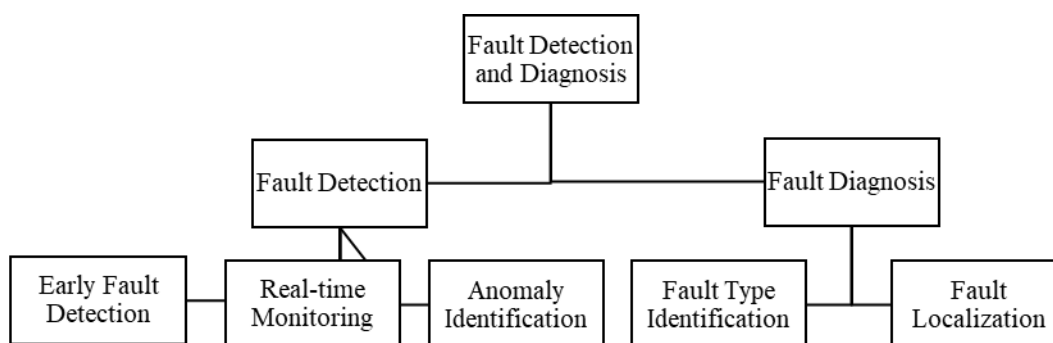 Fault Detection
and Diagnosis
Fault Detection
Fault Diagnosis
Early Fault
Detection
Real-time
Monitoring
Anomaly
Identification
Fault Type
Identification
Fault
Localization